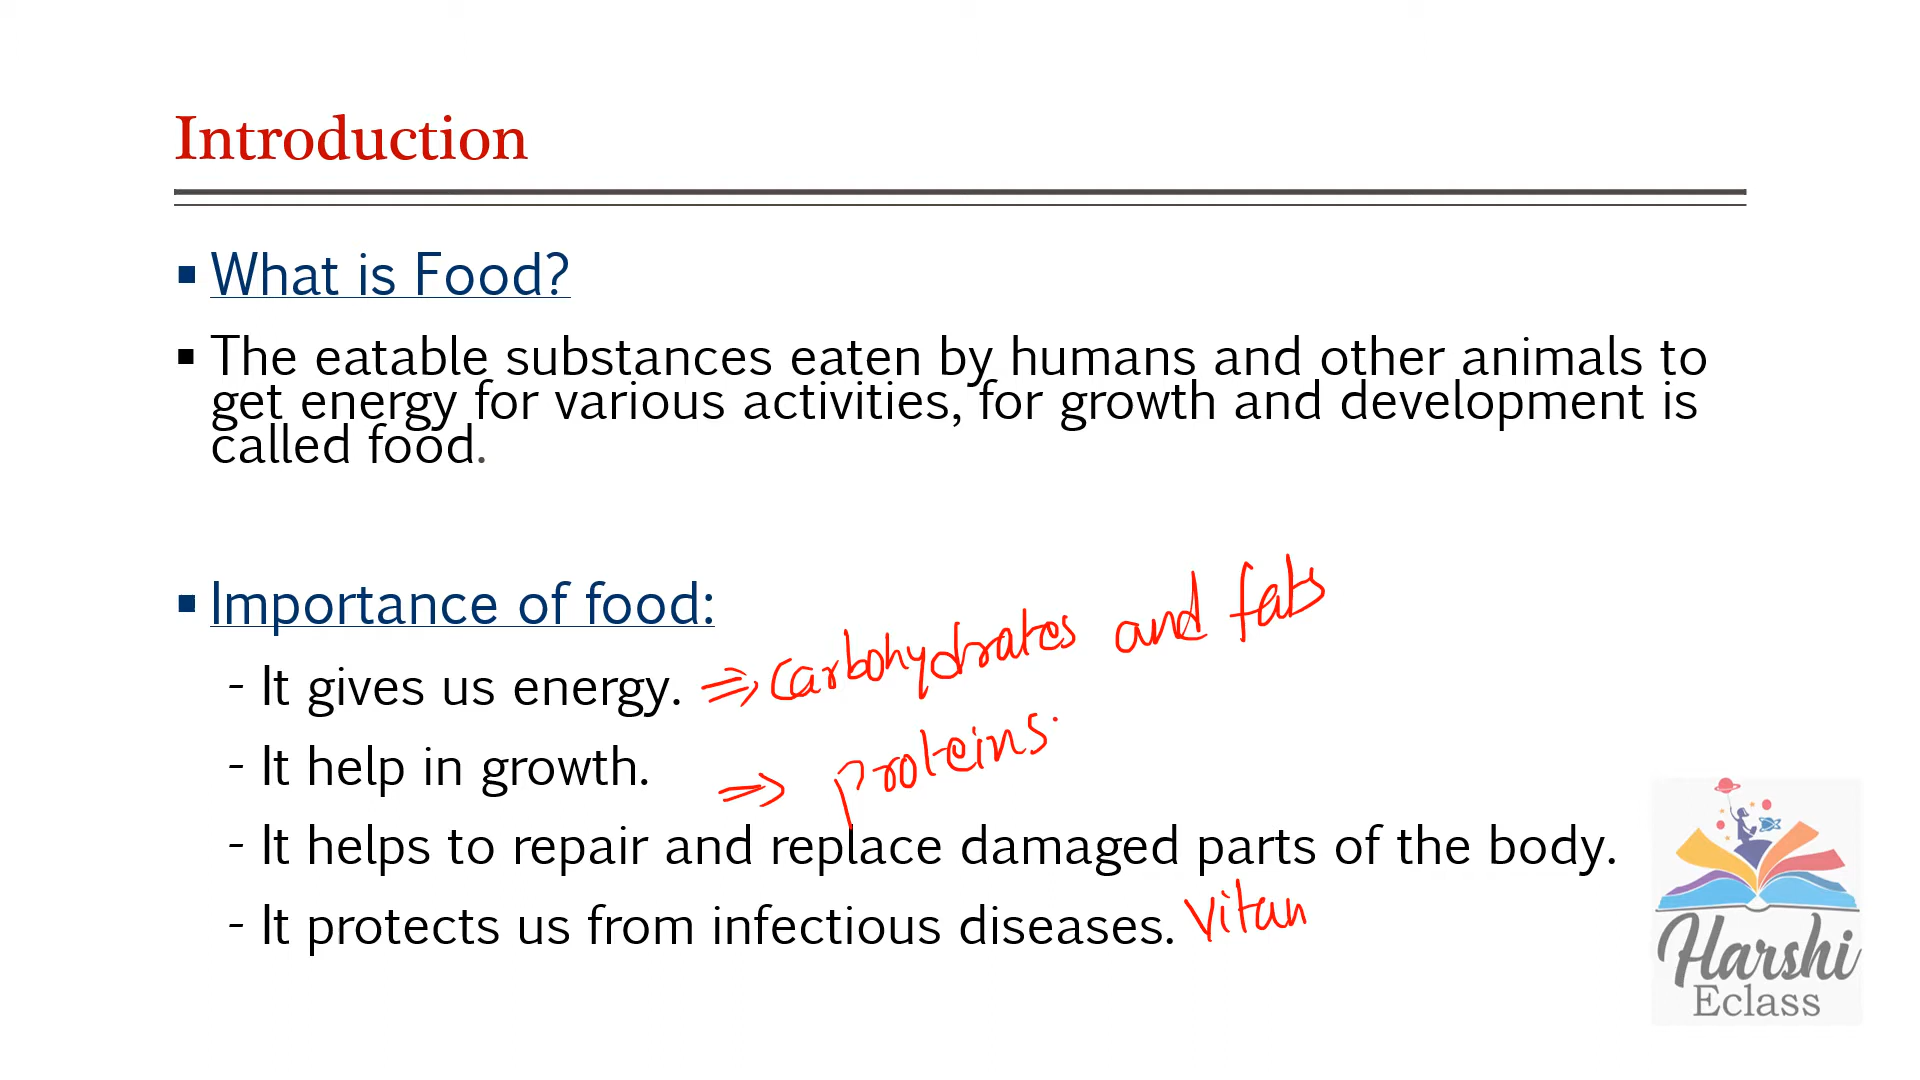 Introduction
▪ What is Food?
▪ The eatable substances eaten by humans and other animals to
get energy for various activities, for growth and development is
called food.
▪ Importance of food:
- It gives us energy. ⇒ carbohydrates and fats
- It help in growth. ⇒ proteins.
- It helps to repair and replace damaged parts of the body.
- It protects us from infectious diseases. vitam
Harshi
Eclass